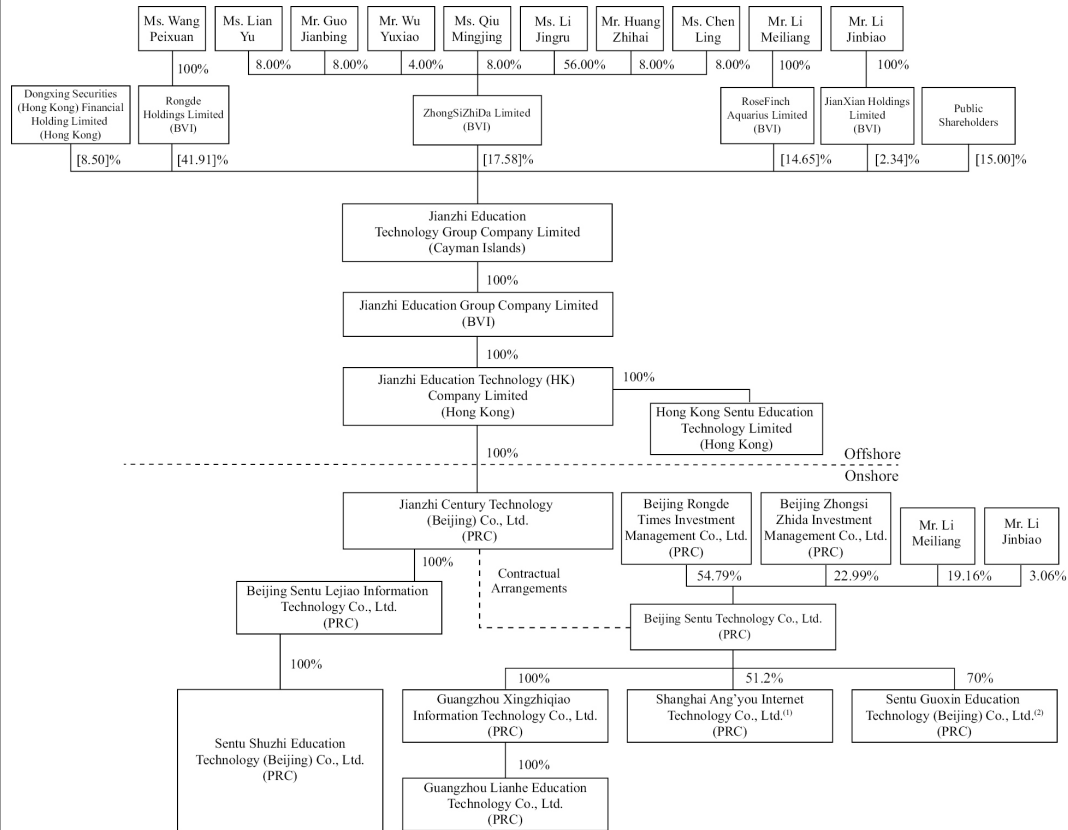 Ms. Wang
Peixuan
Ms. Lian
Yu
Mr. Guo
Jianbing
Mr. Wu
Yuxiao
Ms. Qiu
Mingjing
Ms. Li
Jingru
Mr. Huang
Zhihai
Ms. Chen
Ling
Mr. Li
Meiliang
Mr. Li
Jinbiao
100%
8.00%
8.00%
4.00%
8.00%
56.00%
8.00%
8.00%
100%
100%
Dongxing Securities
(Hong Kong) Financial
Holding Limited
(Hong Kong)
Rongde
Holdings Limited
(BVI)
ZhongSiZhiDa Limited
(BVI)
RoseFinch
Aquarius Limited
(BVI)
JianXian Holdings
Limited
(BVI)
Public
Shareholders
[8.50]%
[41.91]%
[17.58]%
[14.65]%
[2.34]%
[15.00]%
Jianzhi Education
Technology Group Company Limited
(Cayman Islands)
100%
Jianzhi Education Group Company Limited
(BVI)
100%
Jianzhi Education Technology (HK)
Company Limited
(Hong Kong)
100%
Hong Kong Sentu Education
Technology Limited
(Hong Kong)
100%
Offshore
Onshore
Jianzhi Century Technology
(Beijing) Co., Ltd.
(PRC)
Beijing Rongde
Times Investment
Management Co., Ltd.
(PRC)
Beijing Zhongsi
Zhida Investment
Management Co., Ltd.
(PRC)
Mr. Li
Meiliang
Mr. Li
Jinbiao
100%
Contractual
Arrangements
54.79%
22.99%
19.16%
3.06%
Beijing Sentu Lejiao Information
Technology Co., Ltd.
(PRC)
Beijing Sentu Technology Co., Ltd.
(PRC)
100%
100%
51.2%
70%
Sentu Shuzhi Education
Technology (Beijing) Co., Ltd.
(PRC)
Guangzhou Xingzhiqiao
Information Technology Co., Ltd.
(PRC)
Shanghai Ang’you Internet
Technology Co., Ltd.(1)
(PRC)
Sentu Guoxin Education
Technology (Beijing) Co., Ltd.(2)
(PRC)
100%
Guangzhou Lianhe Education
Technology Co., Ltd.
(PRC)